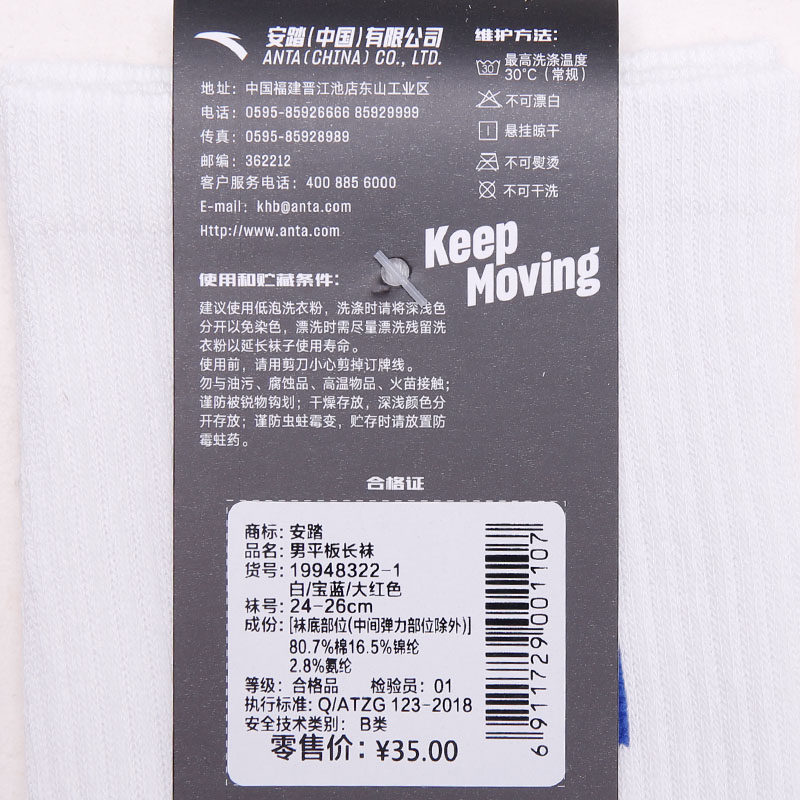 安踏(中国)有限公司
ANTA(CHINA) CO., LTD.
地址: 中国福建晋江池店东山工业区
电话: 0595-85926666 85929999
传真: 0595-85928989
邮编: 362212
客户服务电话: 400 885 6000
E-mail: khb@anta.com
Http://www.anta.com
维护方法:
30°
最高洗涤温度
30°C (常规)
不可漂白
悬挂晾干
不可熨烫
不可干洗
Keep
Moving
使用和贮藏条件:
建议使用低泡洗衣粉，洗涤时请将深浅色
分开以免染色，漂洗时需尽量漂洗残留洗
衣粉以延长袜子使用寿命。
使用前，请用剪刀小心剪掉订牌线。
勿与油污、腐蚀品、高温物品、火苗接触；
谨防被锐物钩划；干燥存放，深浅颜色分
开存放；谨防虫蛀霉变，贮存时请放置防
霉蛀药。
合格证
商标: 安踏
品名: 男平板长袜
货号: 19948322-1
白/宝蓝/大红色
袜号: 24-26cm
成份: [袜底部位(中间弹力部位除外)]
80.7%棉16.5%锦纶
2.8%氨纶
等级: 合格品 检验员: 01
执行标准: Q/ATZG 123-2018
安全技术类别: B类
零售价: ¥35.00
6911729001107